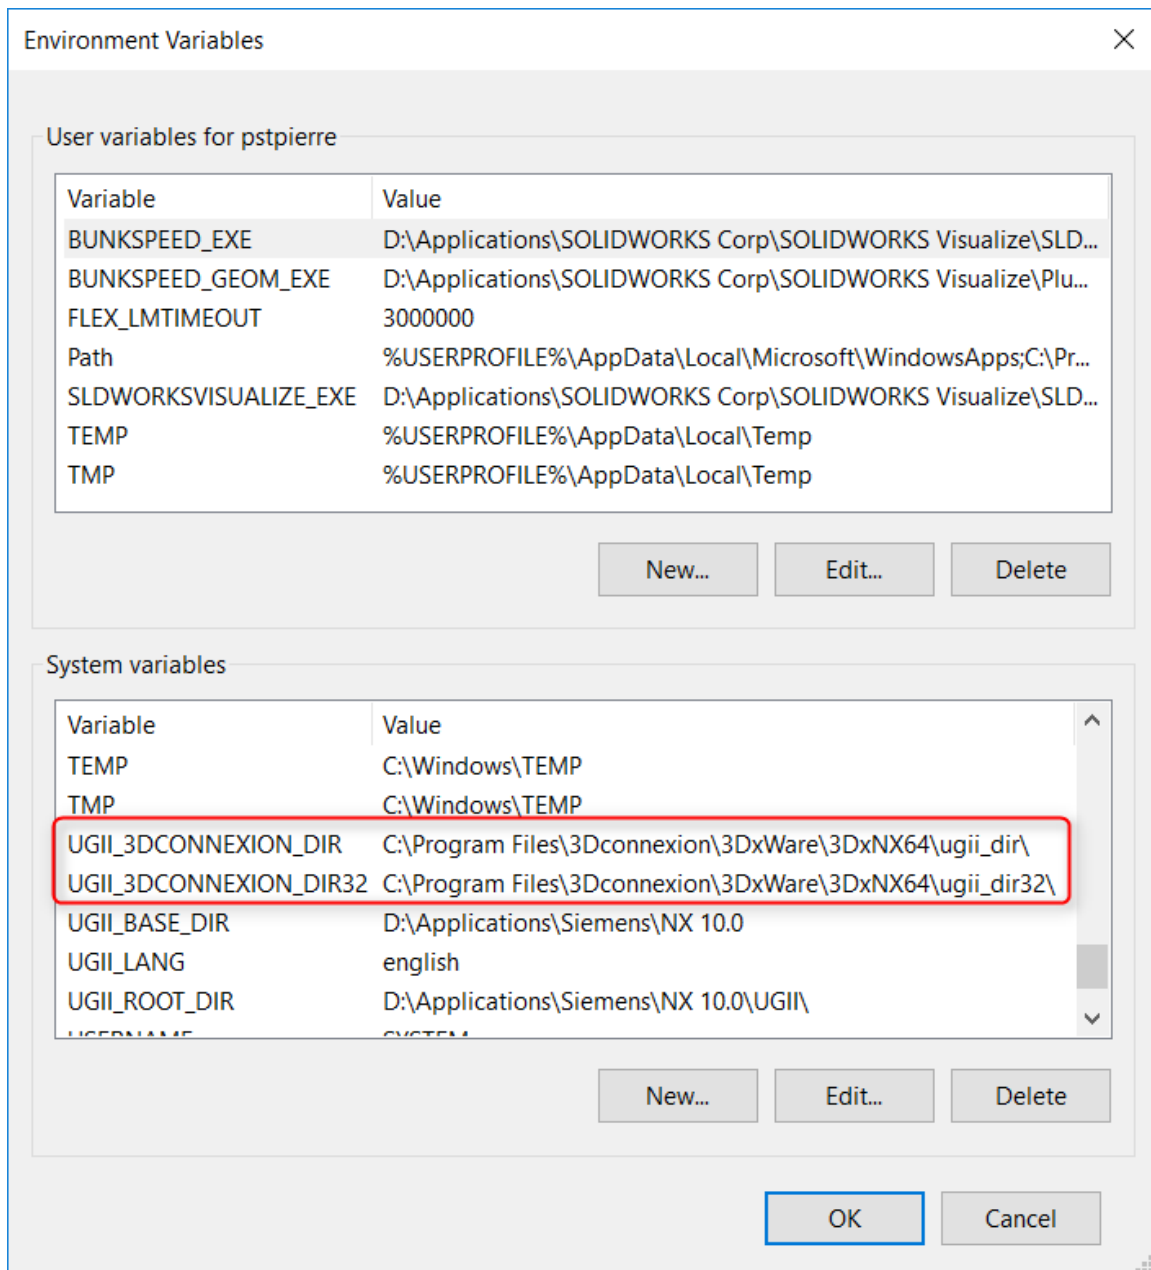 Environment Variables
User variables for pstpierre
Variable Value
BUNKSPEED_EXE D:\Applications\SOLIDWORKS Corp\SOLIDWORKS Visualize\SLD...
BUNKSPEED_GEOM_EXE D:\Applications\SOLIDWORKS Corp\SOLIDWORKS Visualize\Plu...
FLEX_LMTIMEOUT 3000000
Path %USERPROFILE%\AppData\Local\Microsoft\WindowsApps;C:\Pr...
SLDWORKSVISUALIZE_EXE D:\Applications\SOLIDWORKS Corp\SOLIDWORKS Visualize\SLD...
TEMP %USERPROFILE%\AppData\Local\Temp
TMP %USERPROFILE%\AppData\Local\Temp
New... Edit... Delete
System variables
Variable Value
TEMP C:\Windows\TEMP
TMP C:\Windows\TEMP
UGII_3DCONNEXION_DIR C:\Program Files\3Dconnexion\3DxWare\3DxNX64\ugii_dir\
UGII_3DCONNEXION_DIR32 C:\Program Files\3Dconnexion\3DxWare\3DxNX64\ugii_dir32\
UGII_BASE_DIR D:\Applications\Siemens\NX 10.0
UGII_LANG english
UGII_ROOT_DIR D:\Applications\Siemens\NX 10.0\UGII\
USERNAME SYSTEM
New... Edit... Delete
OK Cancel